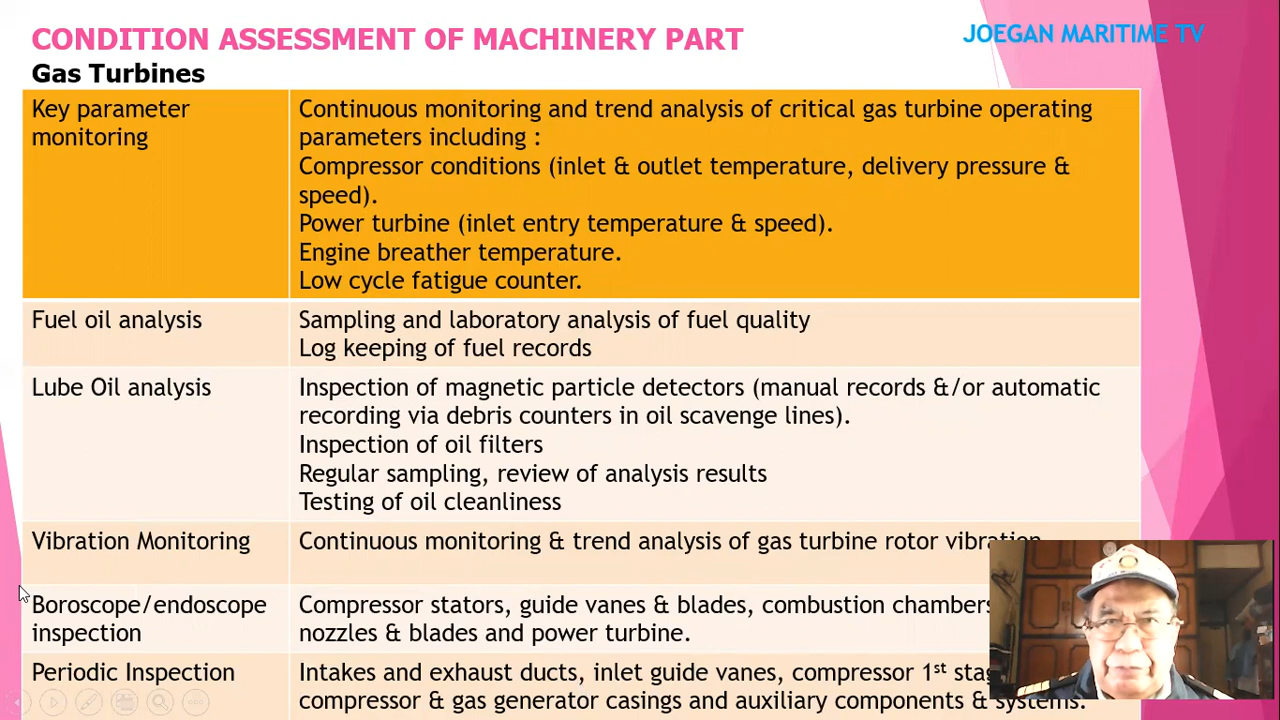 CONDITION ASSESSMENT OF MACHINERY PART
JOEGAN MARITIME TV
Gas Turbines
Key parameter
monitoring
Continuous monitoring and trend analysis of critical gas turbine operating
parameters including :
Compressor conditions (inlet & outlet temperature, delivery pressure &
speed).
Power turbine (inlet entry temperature & speed).
Engine breather temperature.
Low cycle fatigue counter.
Fuel oil analysis
Sampling and laboratory analysis of fuel quality
Log keeping of fuel records
Lube Oil analysis
Inspection of magnetic particle detectors (manual records &/or automatic
recording via debris counters in oil scavenge lines).
Inspection of oil filters
Regular sampling, review of analysis results
Testing of oil cleanliness
Vibration Monitoring
Continuous monitoring & trend analysis of gas turbine rotor vibration
Boroscope/endoscope
inspection
Compressor stators, guide vanes & blades, combustion chambers
nozzles & blades and power turbine.
Periodic Inspection
Intakes and exhaust ducts, inlet guide vanes, compressor 1st
compressor & gas generator casings and auxiliary components & systems.